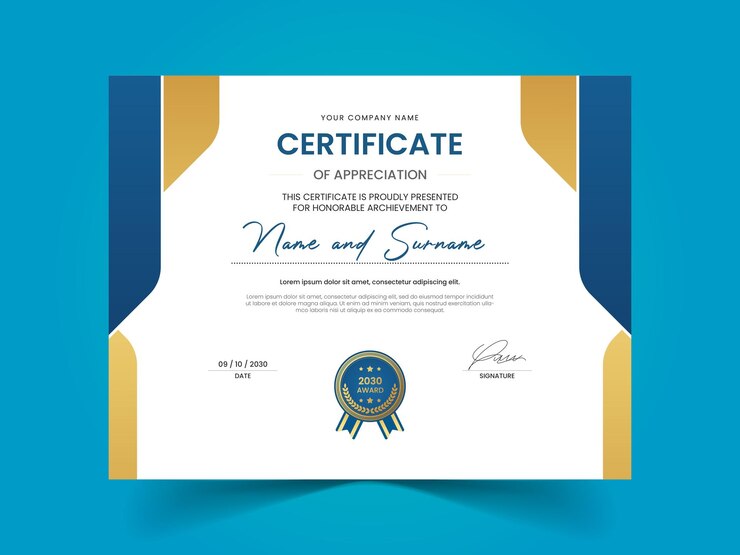 YOUR COMPANY NAME
CERTIFICATE
OF APPRECIATION
THIS CERTIFICATE IS PROUDLY PRESENTED
FOR HONORABLE ARCHIEVEMENT TO
Name and Surname
Lorem ipsum dolor sit amet, consectetur adipiscing elit.
Lorem ipsum dolor sit amet, consectetur adipiscing elit, sed do eiusmod tempor incididunt
ut labore et dolore magna aliqua. Ut enim ad minim veniam, quis nostrud exercitation ulla-
mco laboris nisi ut aliquip ex ea commodo consequat.
09 / 10 / 2030
DATE
2030
AWARD
SIGNATURE